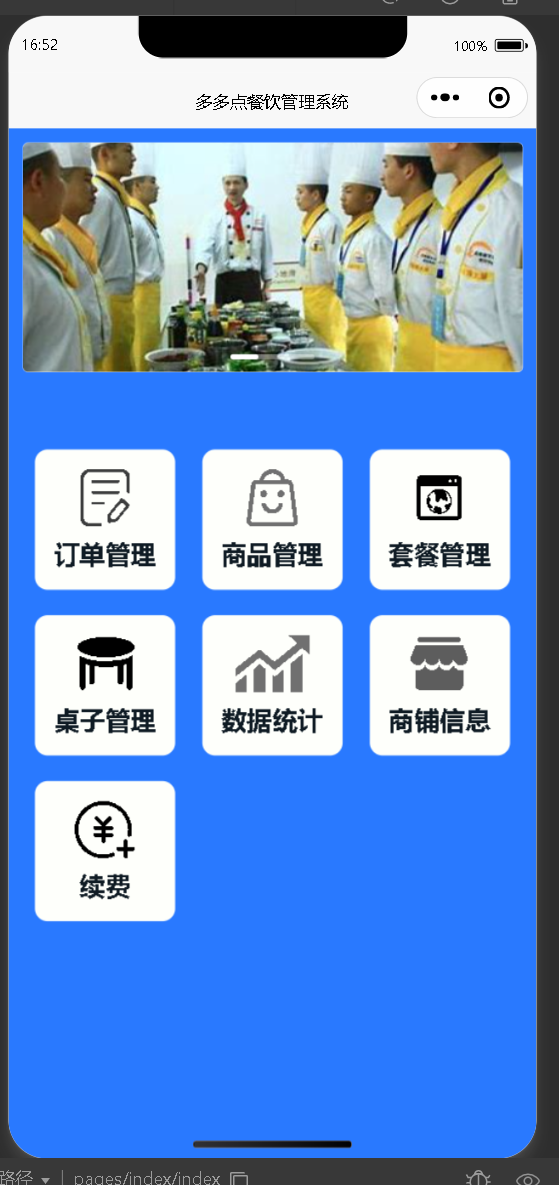 16:52
100%
多多点餐饮管理系统
订单管理
商品管理
套餐管理
桌子管理
数据统计
商铺信息
续费
路径
pages/index/index